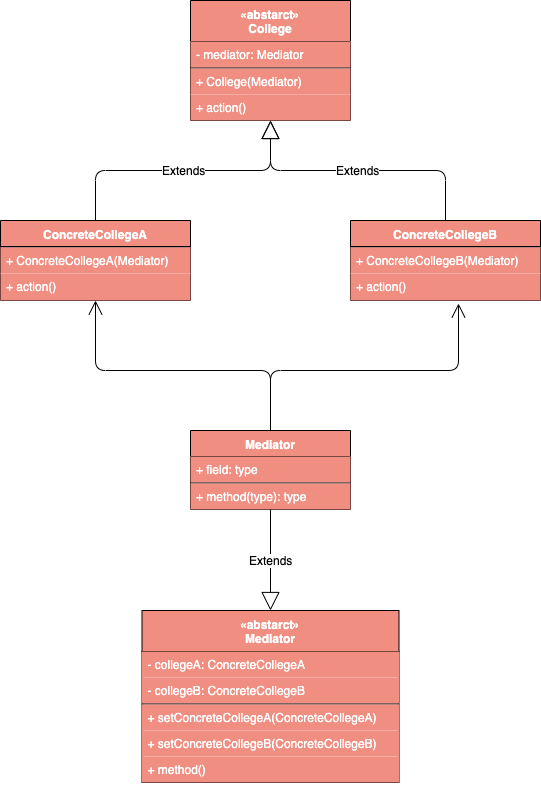 «abstarct»
College
- mediator: Mediator
+ College(Mediator)
+ action()
Extends
Extends
ConcreteCollegeA
+ ConcreteCollegeA(Mediator)
+ action()
ConcreteCollegeB
+ ConcreteCollegeB(Mediator)
+ action()
Mediator
+ field: type
+ method(type): type
Extends
«abstarct»
Mediator
- collegeA: ConcreteCollegeA
- collegeB: ConcreteCollegeB
+ setConcreteCollegeA(ConcreteCollegeA)
+ setConcreteCollegeB(ConcreteCollegeB)
+ method()